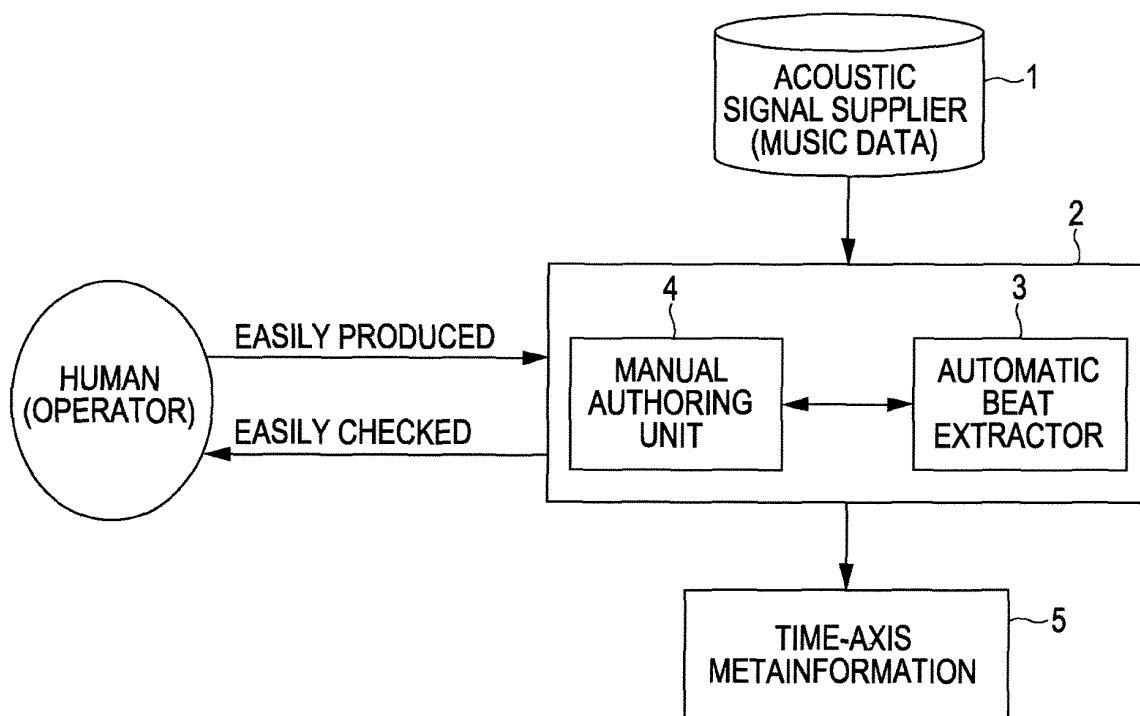 ACOUSTIC
SIGNAL SUPPLIER
(MUSIC DATA)
1
2
4
3
EASILY PRODUCED
HUMAN
(OPERATOR)
EASILY CHECKED
MANUAL
AUTHORING
UNIT
AUTOMATIC
BEAT
EXTRACTOR
TIME-AXIS
METAINFORMATION
5